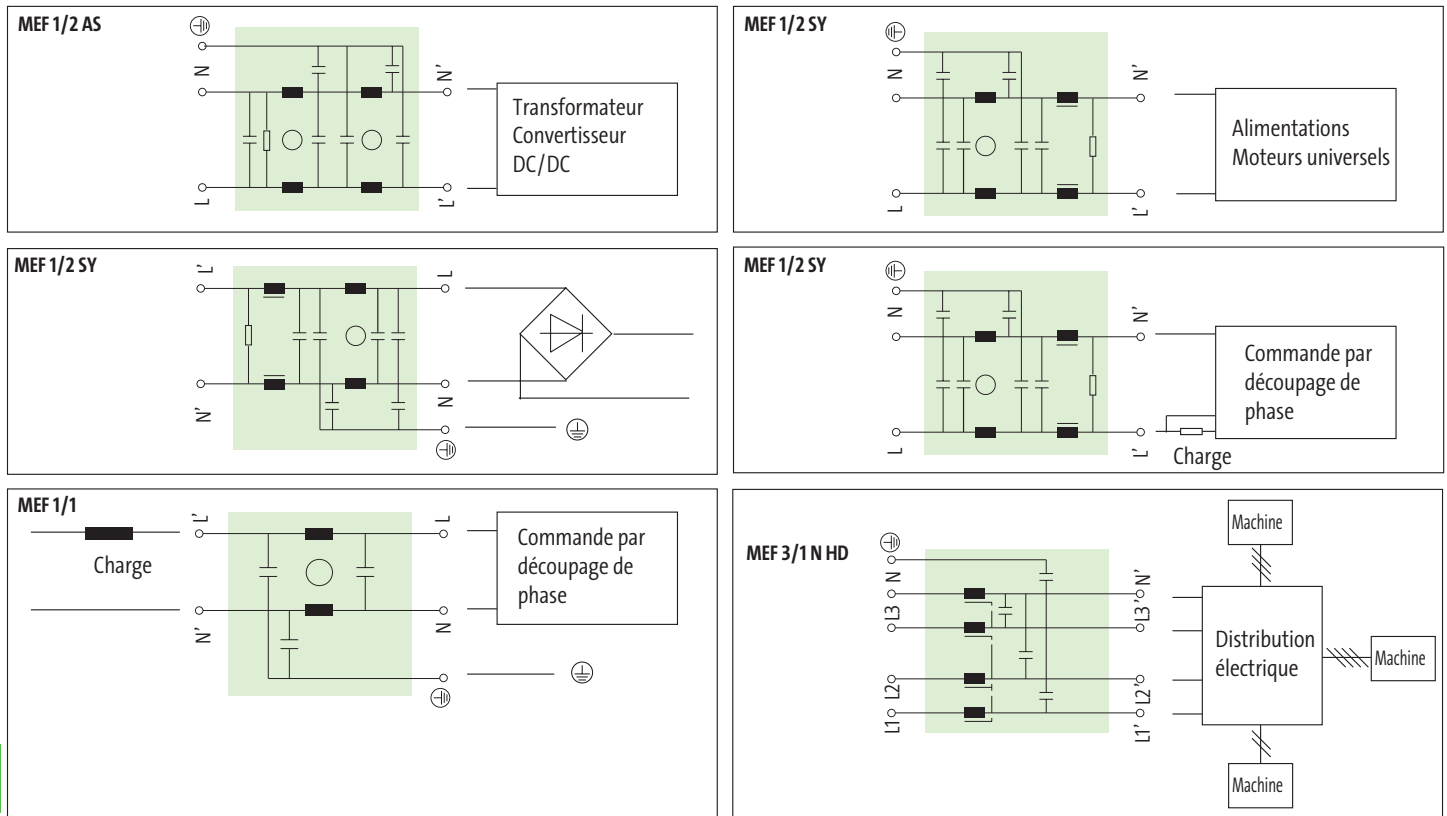 MEF 1/2 AS
N
N'
L
L'
Transformateur
Convertisseur
DC/DC
MEF 1/2 SY
N
N'
L
L'
Alimentations
Moteurs universels
MEF 1/2 SY
L'
L
N'
N
MEF 1/2 SY
N
N'
L
L'
Charge
Commande par
découpage de
phase
MEF 1/1
Charge
L'
L
N'
N
Commande par
découpage de
phase
MEF 3/1 N HD
N
L3
L2
L1
N'
L3'
L2'
L1'
Machine
Distribution
électrique
Machine
Machine